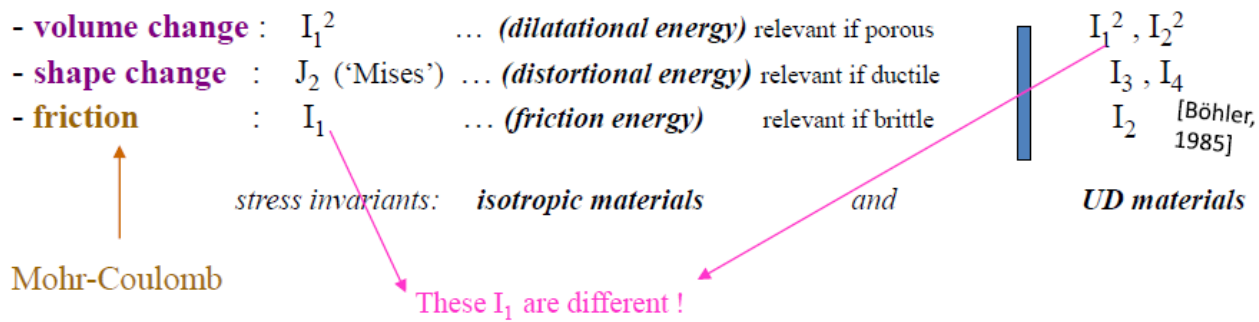 - volume change : I₁² … (dilatational energy) relevant if porous I₁² , I₂²
- shape change : J₂ (‘Mises’) … (distortional energy) relevant if ductile I₃ , I₄
- friction : I₁ … (friction energy) relevant if brittle I₂ [Böhler,
1985]
stress invariants: isotropic materials and UD materials
Mohr-Coulomb
These I₁ are different !